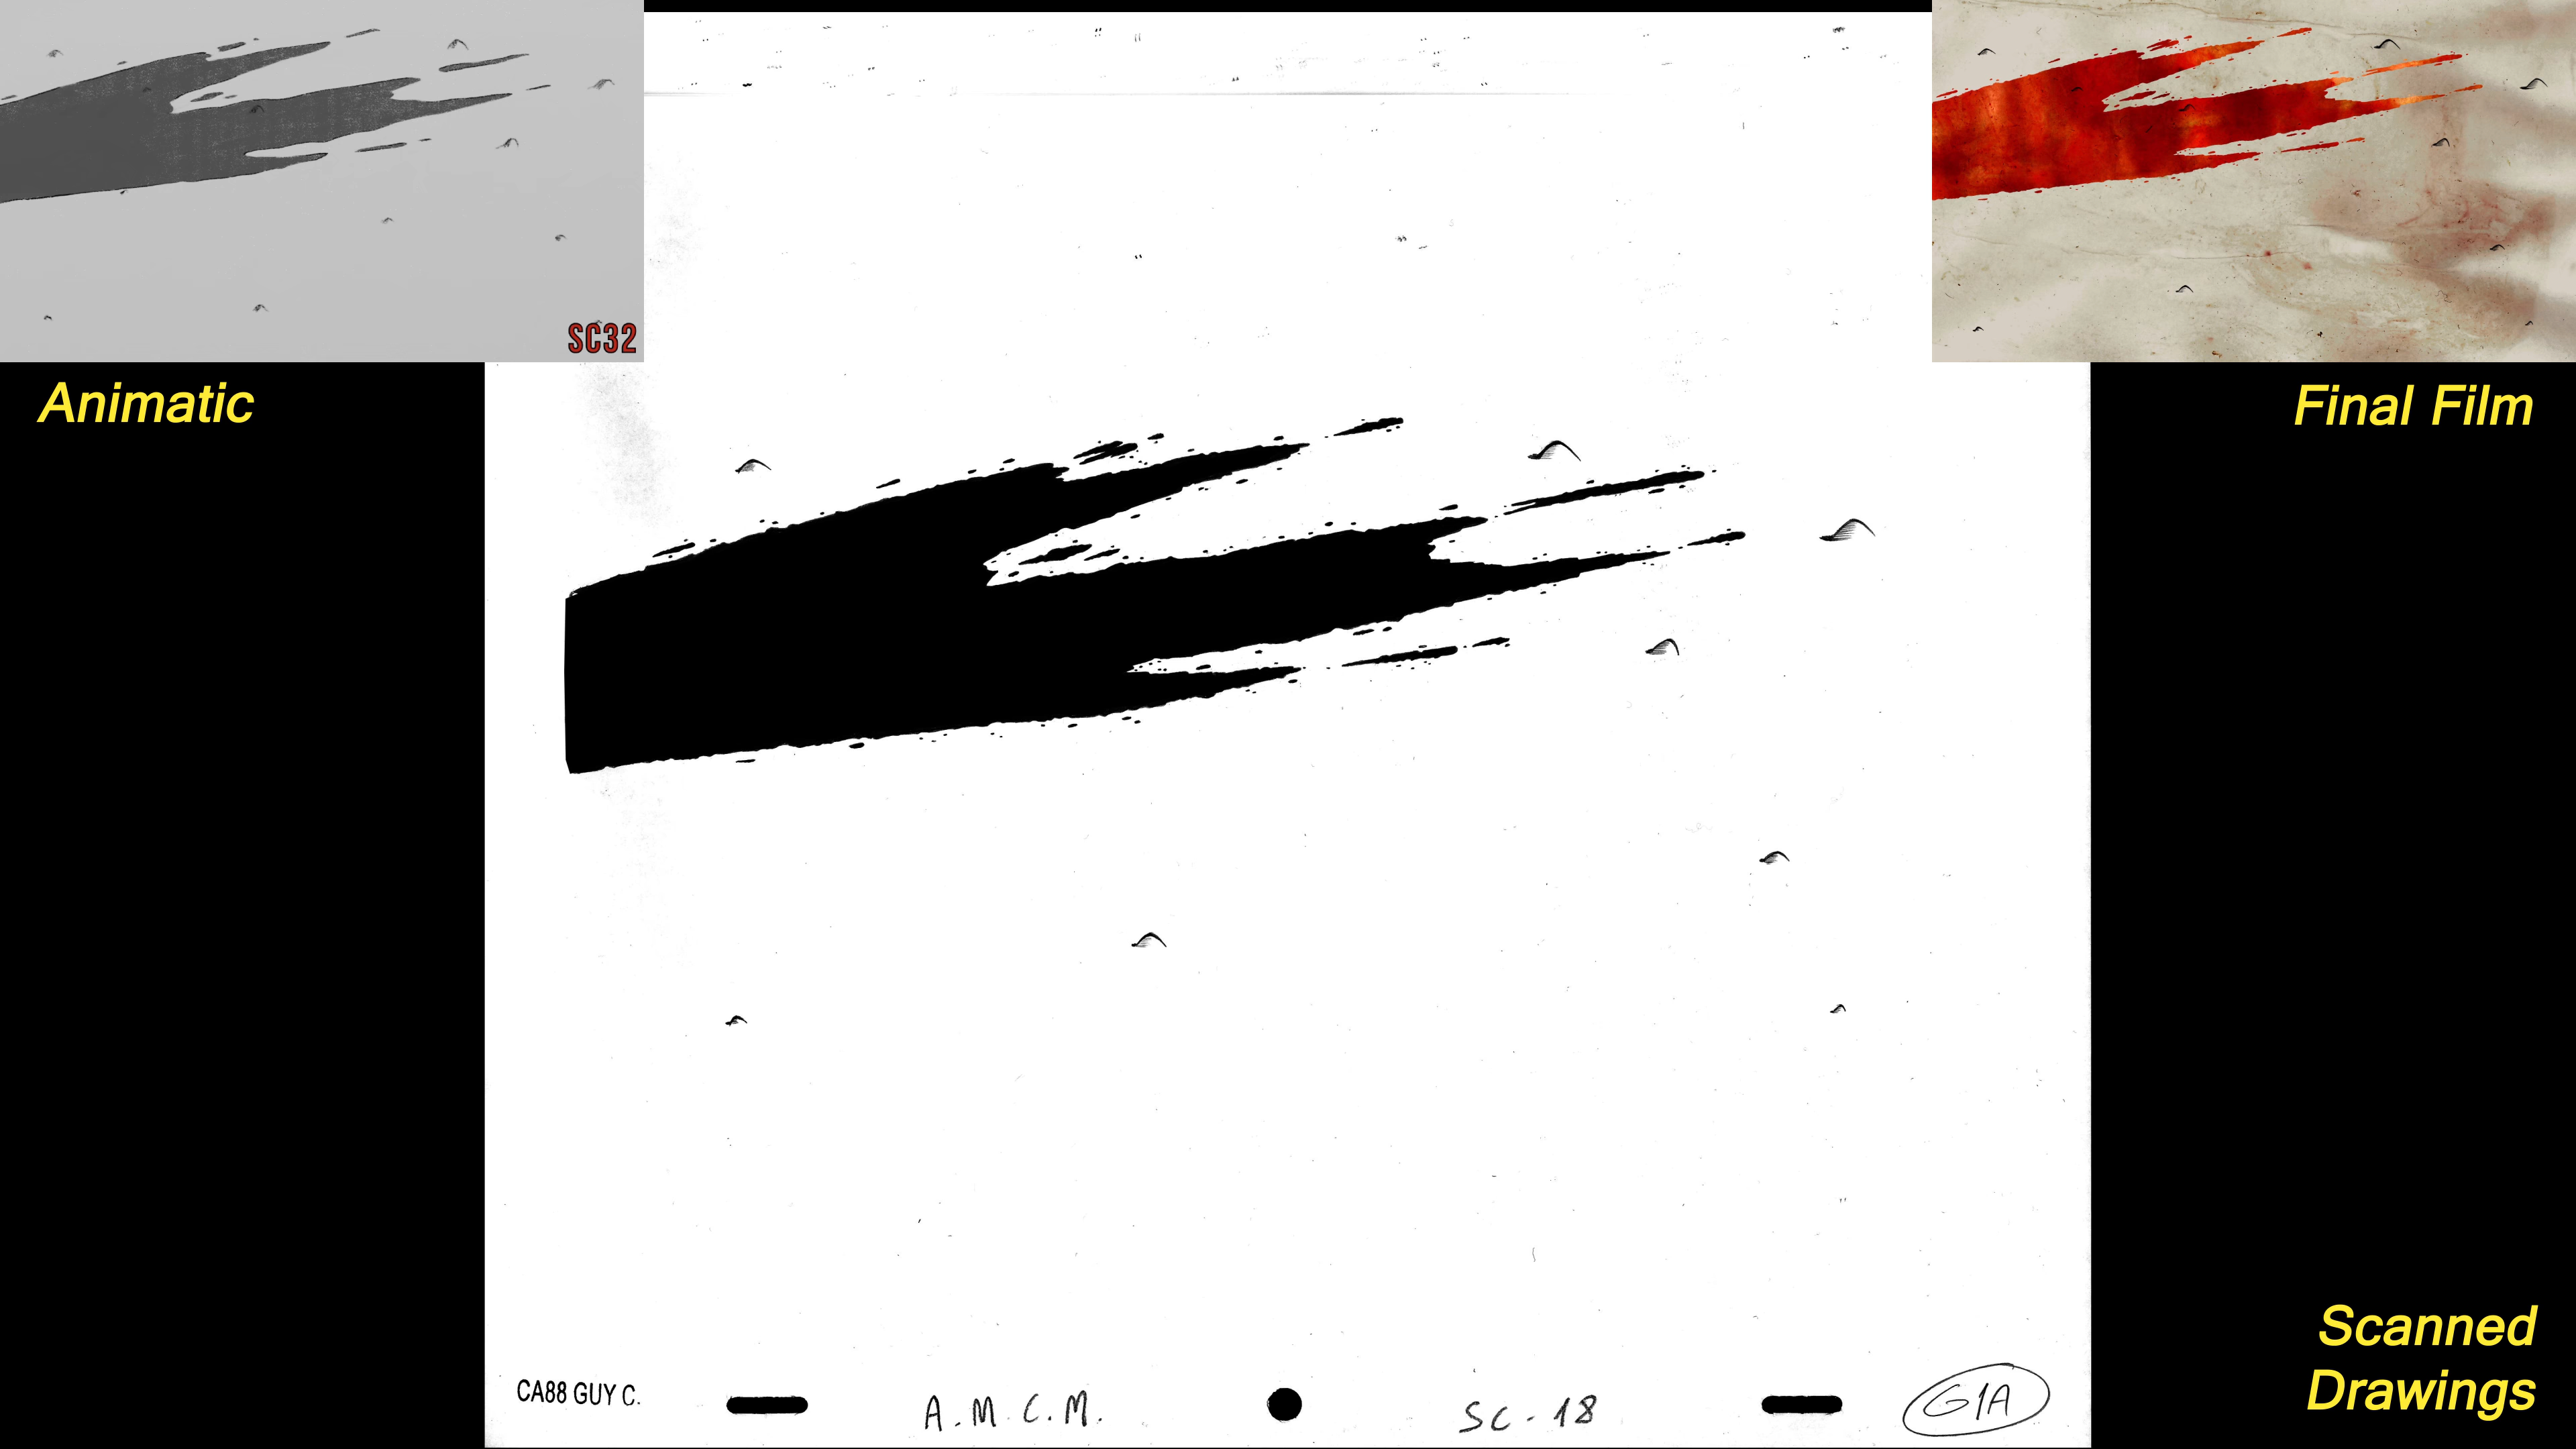 SC32
Animatic
Final Film
Scanned
Drawings
CA88 GUY C.
A.M.C.M.
SC-18
G1A